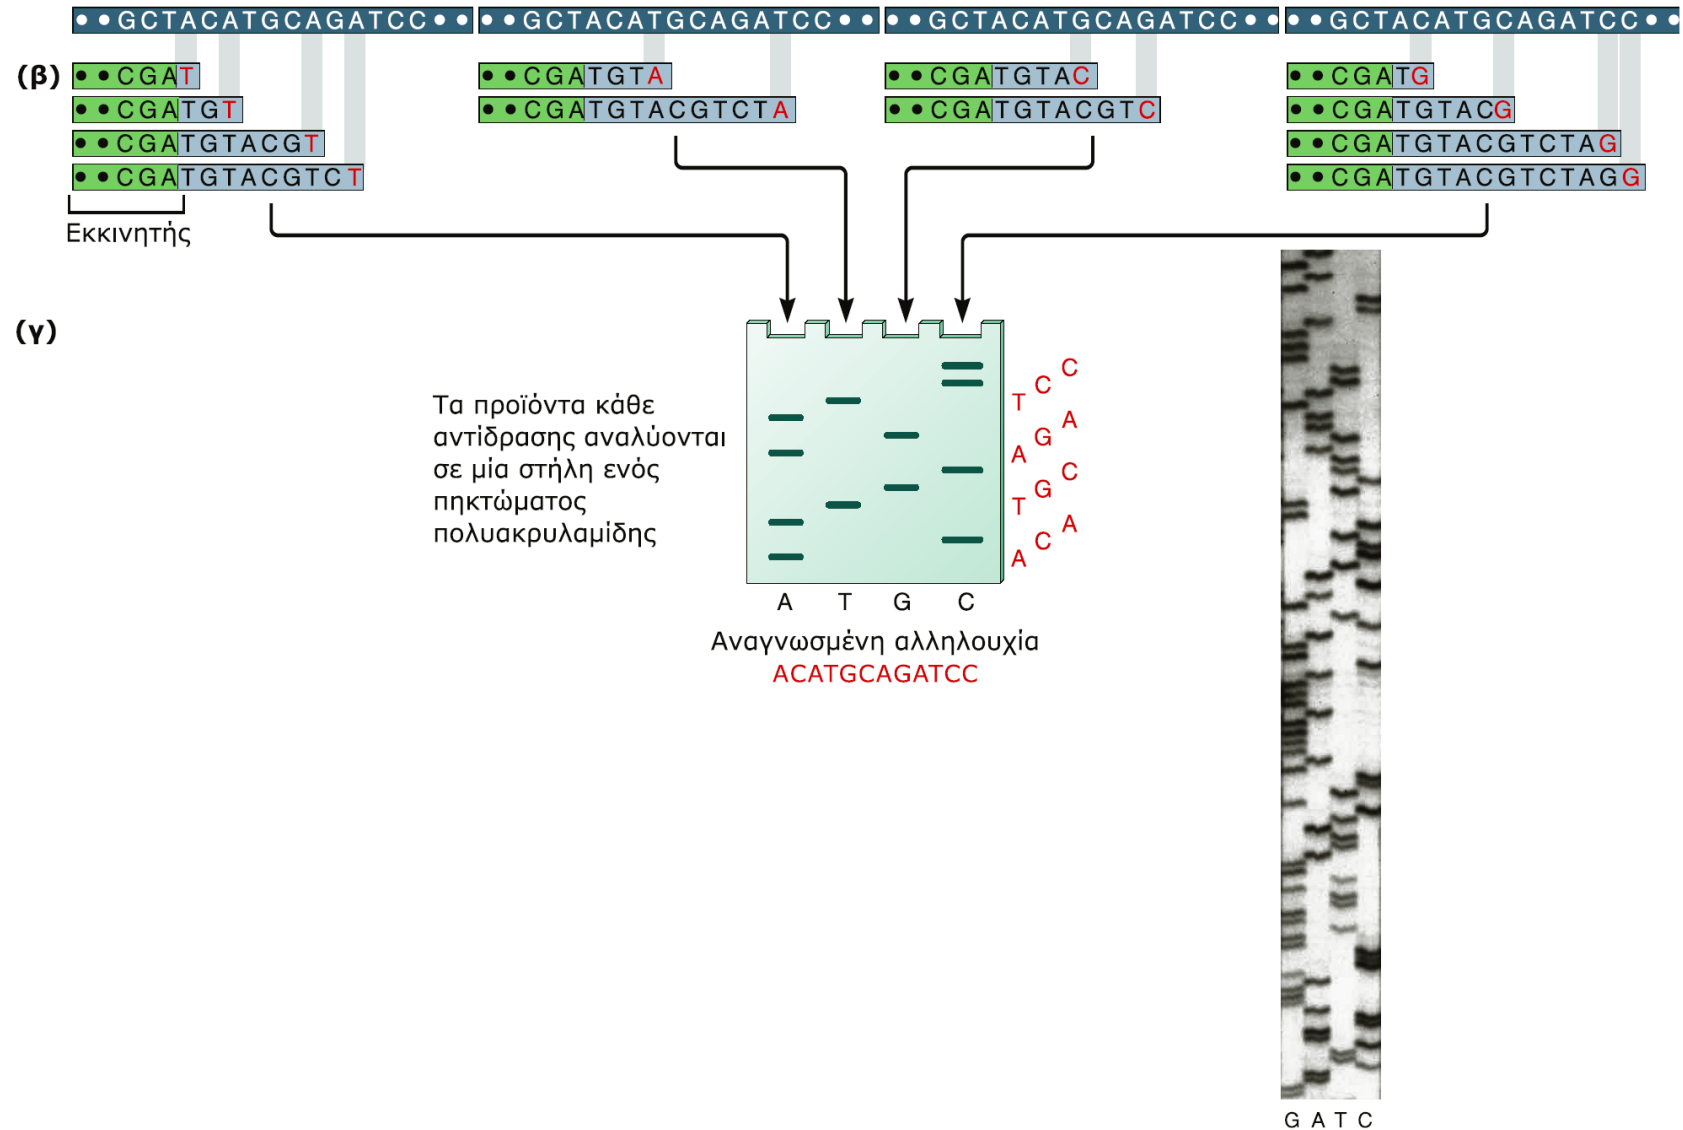 • • GCTACATGCAGATCC • •
• • GCTACATGCAGATCC • •
• • GCTACATGCAGATCC • •
• • GCTACATGCAGATCC • •
(β)
• • CGAT
• • CGATGT
• • CGATGTACGT
• • CGATGTACGTCT
Εκκινητής
• • CGATGTA
• • CGATGTACGTCTA
• • CGATGTAC
• • CGATGTACGTC
• • CGATG
• • CGATGTACG
• • CGATGTACGTCTAG
• • CGATGTACGTCTAGG
(γ)
Τα προϊόντα κάθε
αντίδρασης αναλύονται
σε μία στήλη ενός
πηκτώματος
πολυακρυλαμίδης
C
C
T
A
G
A
C
G
T
A
C
A
A T G C
Αναγνωσμένη αλληλουχία
ACATGCAGATCC
G A T C